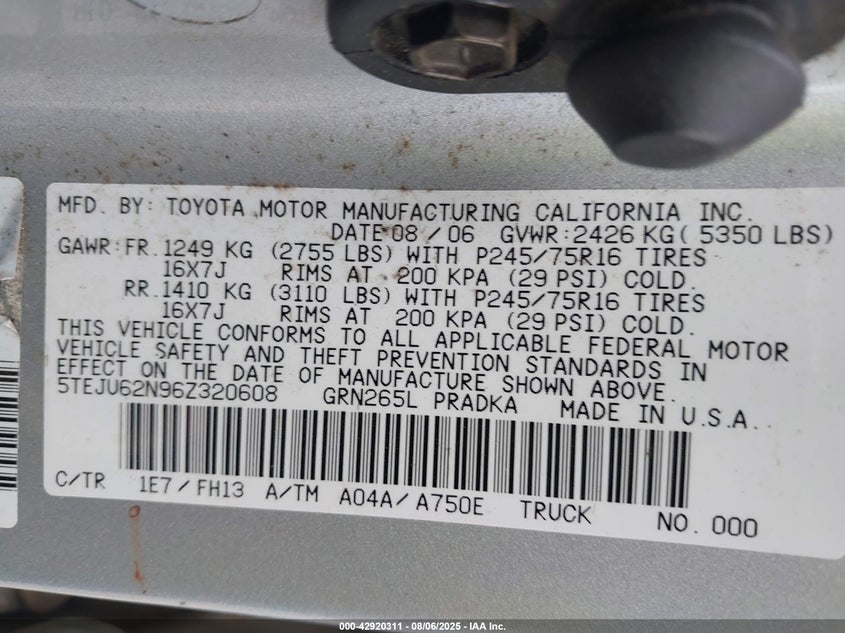 MFD. BY: TOYOTA MOTOR MANUFACTURING CALIFORNIA INC.
DATE 08/06 GVWR: 2426 KG( 5350 LBS)
GAWR: FR. 1249 KG (2755 LBS) WITH P245/75R16 TIRES
16X7J RIMS AT 200 KPA (29 PSI) COLD.
RR. 1410 KG (3110 LBS) WITH P245/75R16 TIRES
16X7J RIMS AT 200 KPA (29 PSI) COLD.
THIS VEHICLE CONFORMS TO ALL APPLICABLE FEDERAL MOTOR
VEHICLE SAFETY AND THEFT PREVENTION STANDARDS IN
EFFECT ON THE DATE OF MANUFACTURE SHOWN ABOVE.
5TEJU62N96Z320608 GRN265L PRADKA MADE IN U.S.A.
C/TR 1E7/FH13 A/TM A04A/A750E TRUCK NO. 000
000-42920311 - 08/06/2025 - IAA Inc.